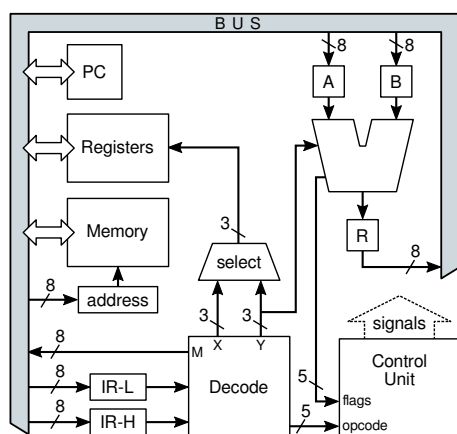 BUS
8
8
PC
A
B
Registers
Memory
3
R
8
select
8
address
3
3
signals
8
M
X
Y
Control
Unit
8
IR-L
Decode
5
flags
8
IR-H
5
opcode